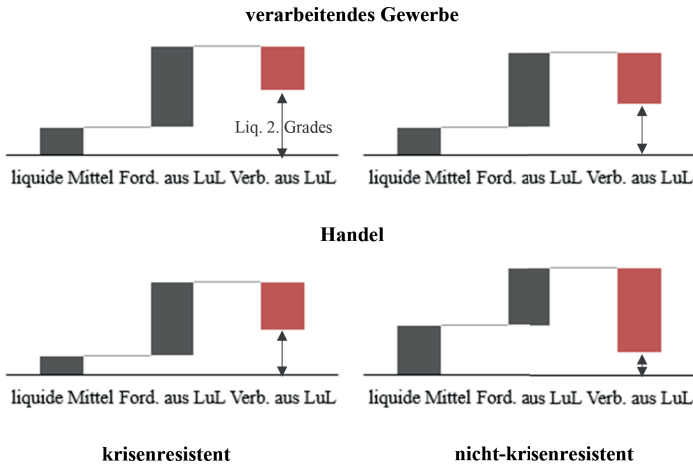 verarbeitendes Gewerbe
Liq. 2. Grades
liquide Mittel Ford. aus LuL Verb. aus LuL
liquide Mittel Ford. aus LuL Verb. aus LuL
Handel
liquide Mittel Ford. aus LuL Verb. aus LuL
liquide Mittel Ford. aus LuL Verb. aus LuL
krisenresistent
nicht-krisenresistent